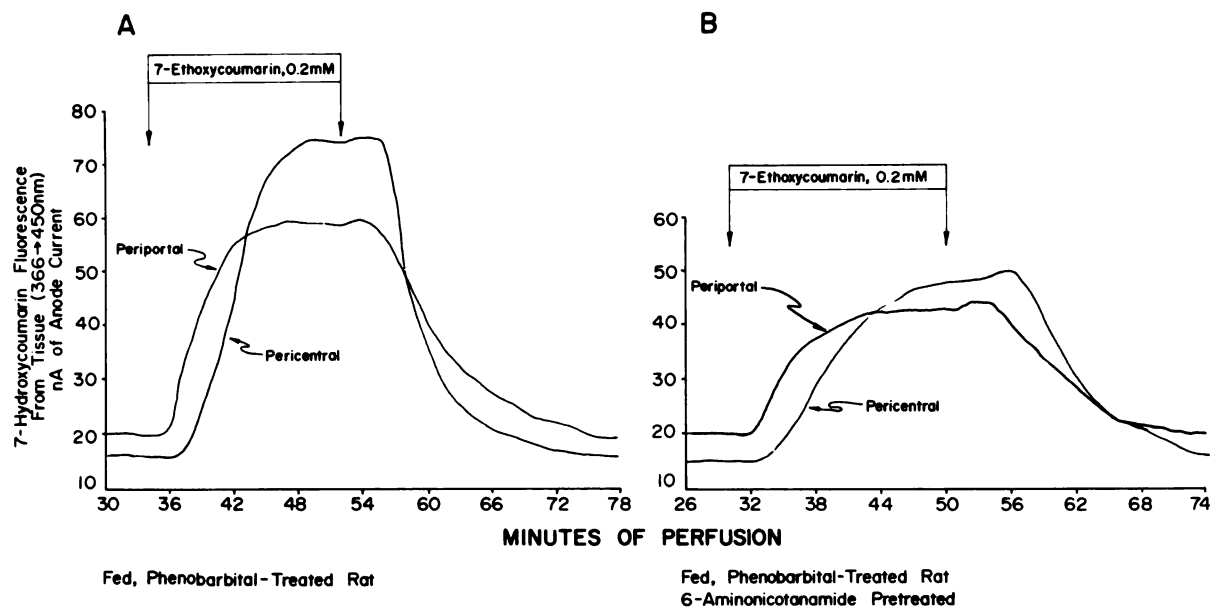 A
B
7-Ethoxycoumarin,0.2mM
7-Ethoxycoumarin, 0.2mM
7-Hydroxycoumarin Fluorescence
From Tissue (366→450nm)
nA of Anode Current
80
70
60
50
40
30
20
10
Periportal
Pericentral
30 36 42 48 54 60 66 72 78
60
50
40
30
20
10
Periportal
Pericentral
26 32 38 44 50 56 62 68 74
MINUTES OF PERFUSION
Fed, Phenobarbital-Treated Rat
Fed, Phenobarbital-Treated Rat
6-Aminonicotanamide Pretreated